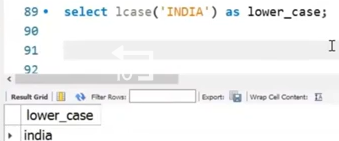 89 select lcase('INDIA') as lower_case;
90
91
92
Result Grid Filter Rows: Export: Wrap Cell Content:
lower_case
india